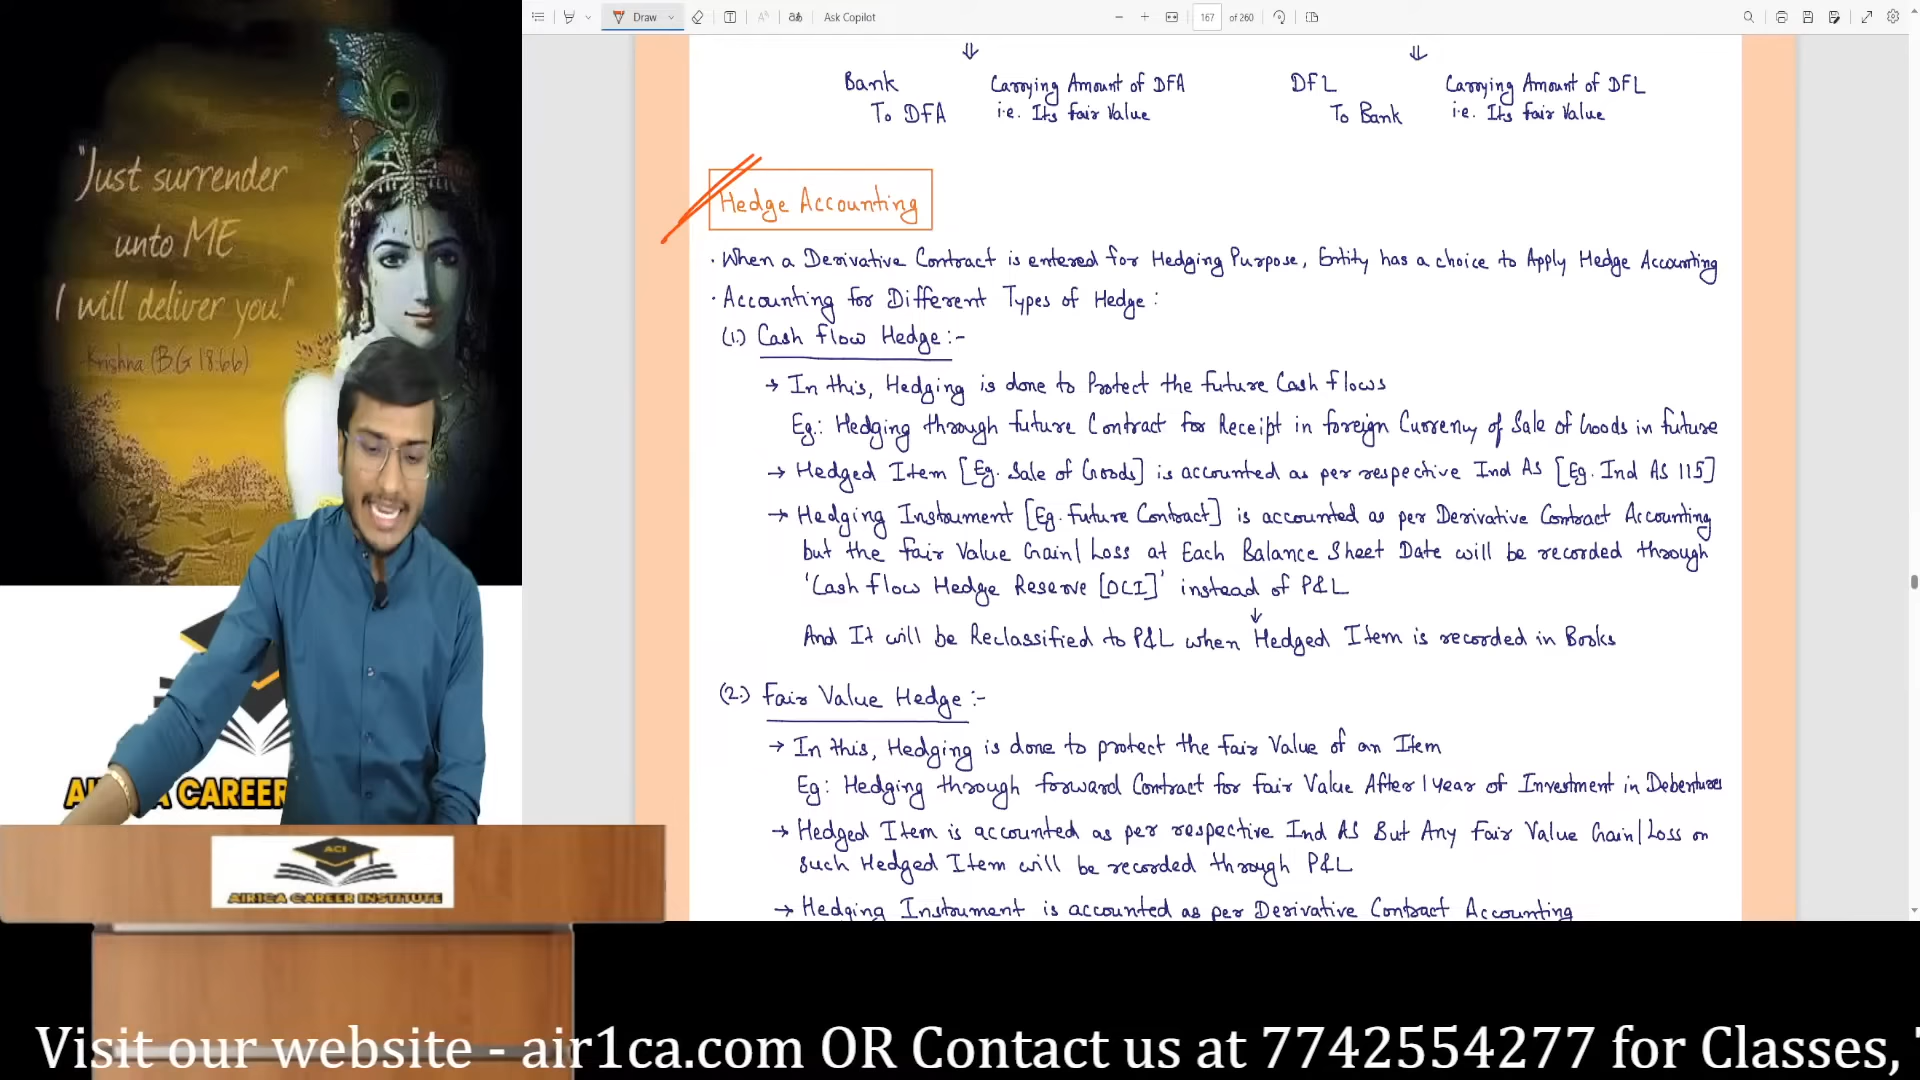 Draw
Ask Copilot
167 of 260
"Just surrender
unto ME
I will deliver you!"
-Krishna (B.G 18:66)
Bank
To DFA
Carrying Amount of DFA
i.e. Its Fair Value
DFL
To Bank
Carrying Amount of DFL
i.e. Its Fair Value
Hedge Accounting
· When a Derivative Contract is entered for Hedging Purpose, Entity has a choice to Apply Hedge Accounting
· Accounting for Different Types of Hedge :
(1.) Cash Flow Hedge :-
→ In this, Hedging is done to Protect the Future Cash Flows
Eg.: Hedging through Future Contract for Receipt in Foreign Currency of Sale of Goods in Future
→ Hedged Item [Eg. Sale of Goods] is accounted as per respective Ind AS [Eg. Ind AS 115]
→ Hedging Instrument [Eg. Future Contract] is accounted as per Derivative Contract Accounting
but the Fair Value Gain/Loss at Each Balance Sheet Date will be recorded through
'Cash Flow Hedge Reserve [OCI]' instead of P&L
↓
And It will be Reclassified to P&L when Hedged Item is recorded in Books
(2.) Fair Value Hedge :-
→ In this, Hedging is done to protect the Fair Value of an Item
Eg: Hedging through Forward Contract for Fair Value After 1 year of Investment in Debentures
→ Hedged Item is accounted as per respective Ind AS But Any Fair Value Gain/Loss on
such Hedged Item will be recorded through P&L
→ Hedging Instrument is accounted as per Derivative Contract Accounting
CAREER
ACI
AIR1CA CAREER INSTITUTE
Visit our website - air1ca.com OR Contact us at 7742554277 for Classes,